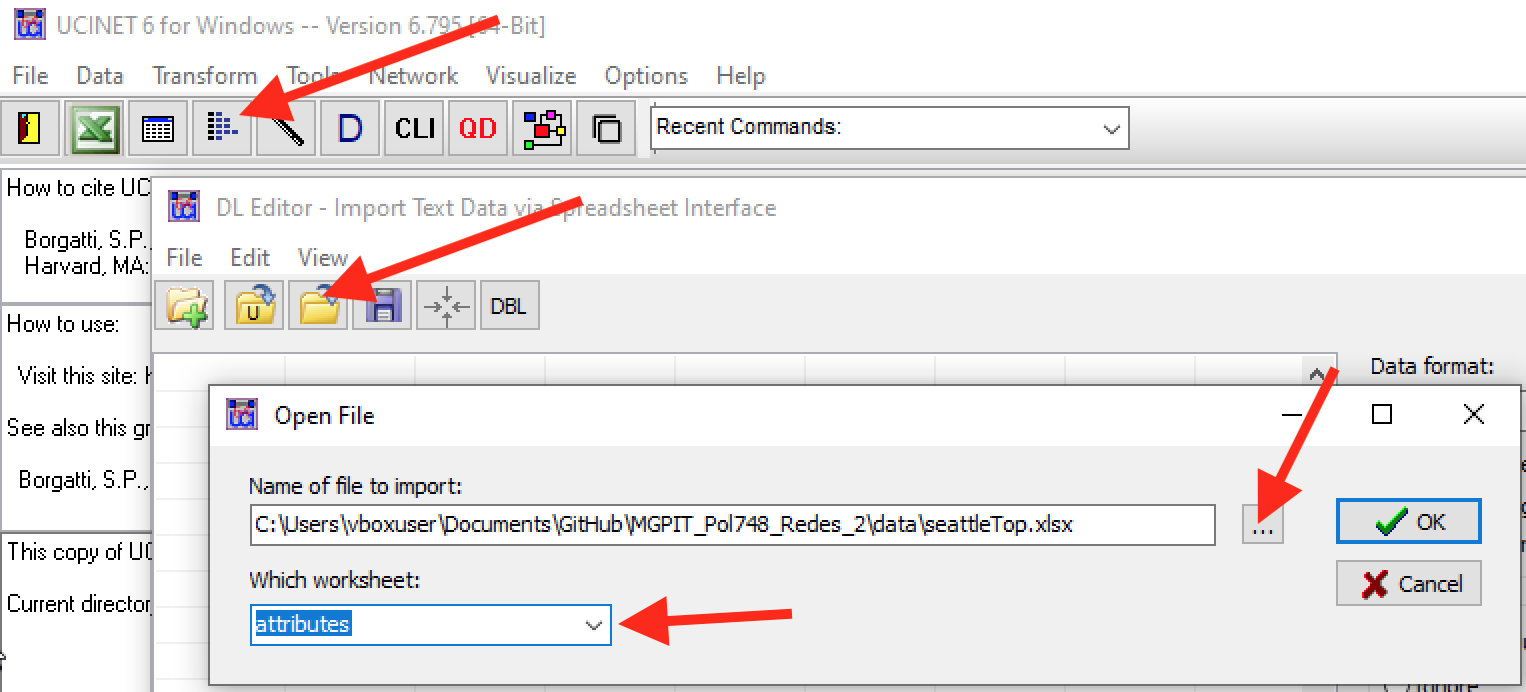 UCINET 6 for Windows -- Version 6.795 [64-Bit]
File Data Transform Tools Network Visualize Options Help
D CLI QD Recent Commands:
How to cite UC
Borgatti, S.P.,
Harvard, MA:
How to use:
Visit this site: h
See also this gr
Borgatti, S.P.,
This copy of UC
Current director
DL Editor - Import Text Data via Spreadsheet Interface
File Edit View
U DBL
Data format:
Open File
Name of file to import:
C:\Users\vboxuser\Documents\GitHub\MGPIT_Pol748_Redes_2\data\seattleTop.xlsx
... OK
Which worksheet:
attributes
Cancel